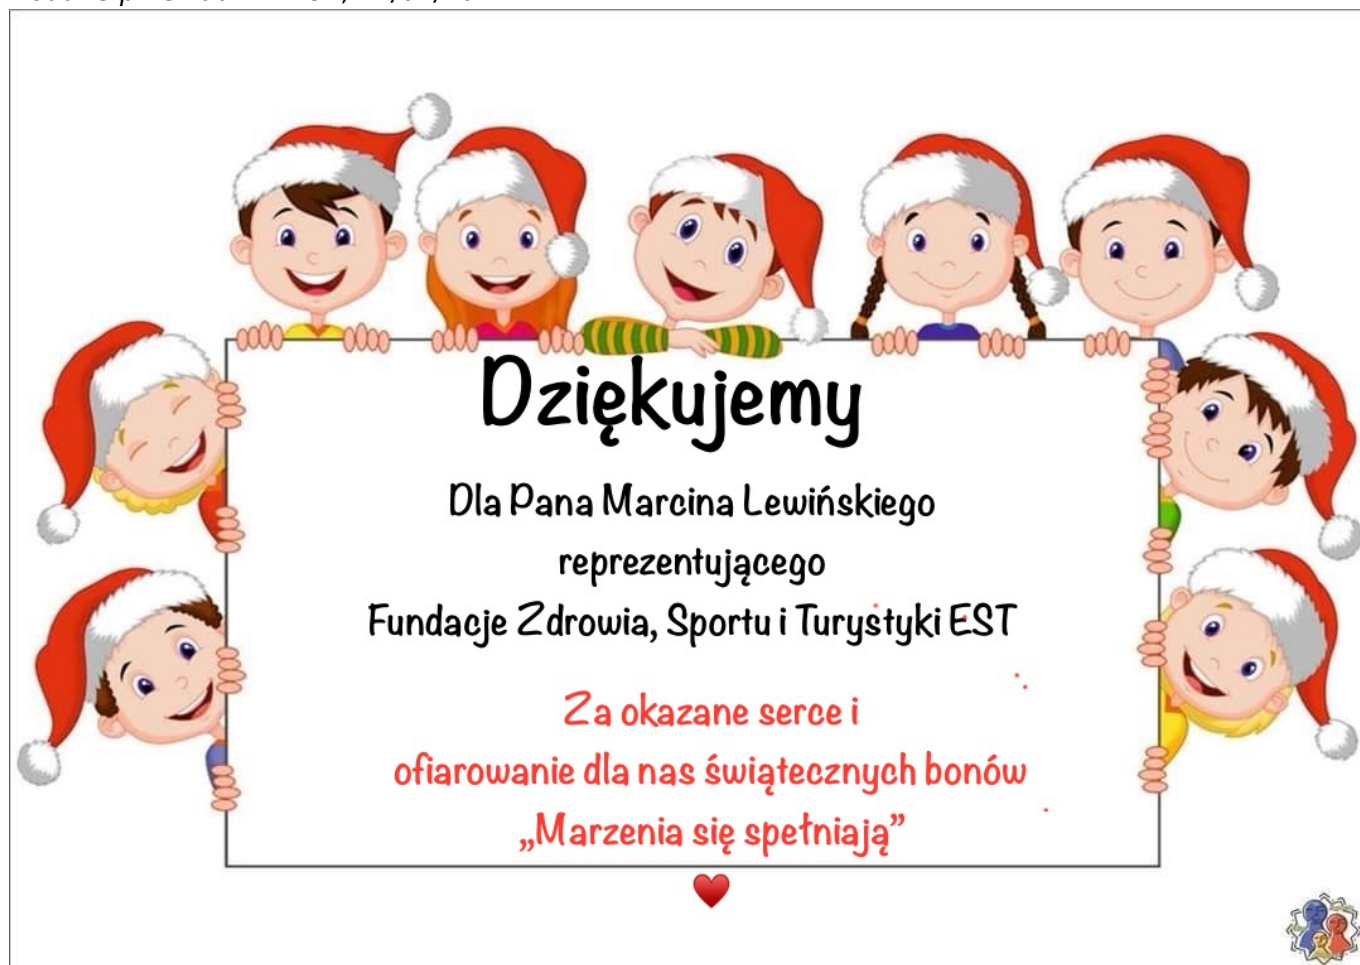 Dziękujemy
Dla Pana Marcina Lewińskiego
reprezentującego
Fundacje Zdrowia, Sportu i Turystyki EST
Za okazane serce i
ofiarowanie dla nas świątecznych bonów
„Marzenia się spełniają”